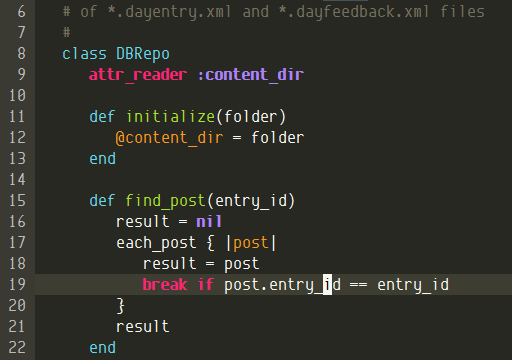 6 # of *.dayentry.xml and *.dayfeedback.xml files
7 #
8 class DBRepo
9 attr_reader :content_dir
10
11 def initialize(folder)
12 @content_dir = folder
13 end
14
15 def find_post(entry_id)
16 result = nil
17 each_post { |post|
18 result = post
19 break if post.entry_id == entry_id
20 }
21 result
22 end